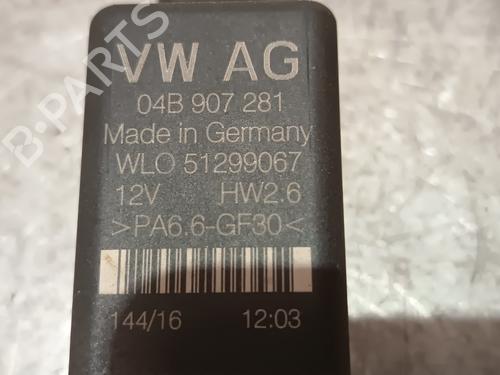 VW AG
04B 907 281
Made in Germany
WLO 51299067
12V HW2.6
>PA6.6-GF30<
144/16 12:03
B-PARTS